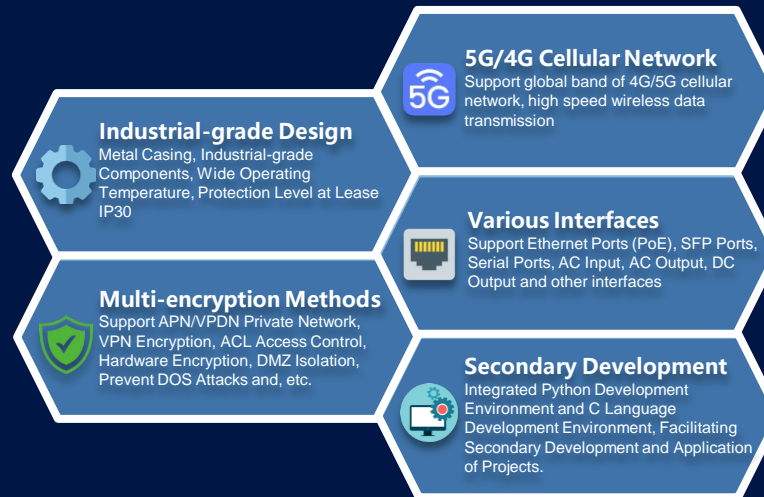 5G/4G Cellular Network
Support global band of 4G/5G cellular
network, high speed wireless data
transmission
5G
Industrial-grade Design
Metal Casing, Industrial-grade
Components, Wide Operating
Temperature, Protection Level at Lease
IP30
Various Interfaces
Support Ethernet Ports (PoE), SFP Ports,
Serial Ports, AC Input, AC Output, DC
Output and other interfaces
Multi-encryption Methods
Support APN/VPDN Private Network,
VPN Encryption, ACL Access Control,
Hardware Encryption, DMZ Isolation,
Prevent DOS Attacks and, etc.
Secondary Development
Integrated Python Development
Environment and C Language
Development Environment, Facilitating
Secondary Development and Application
of Projects.